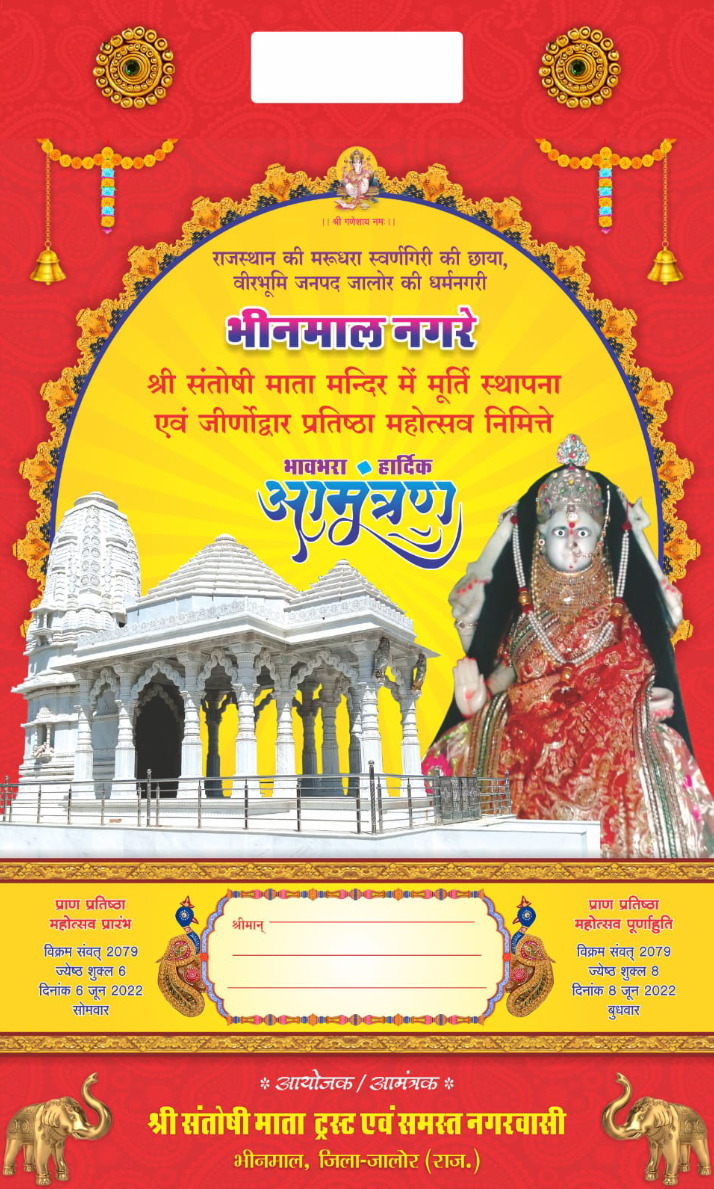 ।। श्री गणेशाय नमः।।
राजस्थान की मरूधरा स्वर्णगिरी की छाया,
वीरभूमि जनपद जालोर की धर्मनगरी
भीनमाल नगरे
श्री संतोषी माता मन्दिर में मूर्ति स्थापना
एवं जीर्णोद्वार प्रतिष्ठा महोत्सव निमित्ते
भावभरा हार्दिक
आमंत्रण
प्राण प्रतिष्ठा
महोत्सव प्रारंभ
विक्रम संवत् 2079
ज्येष्ठ शुक्ल 6
दिनांक 6 जून 2022
सोमवार
श्रीमान्
प्राण प्रतिष्ठा
महोत्सव पूर्णाहुति
विक्रम संवत् 2079
ज्येष्ठ शुक्ल 8
दिनांक 8 जून 2022
बुधवार
* आयोजक / आमंत्रक *
श्री संतोषी माता ट्रस्ट एवं समस्त नगरवासी
भीनमाल, जिला-जालोर (राज.)